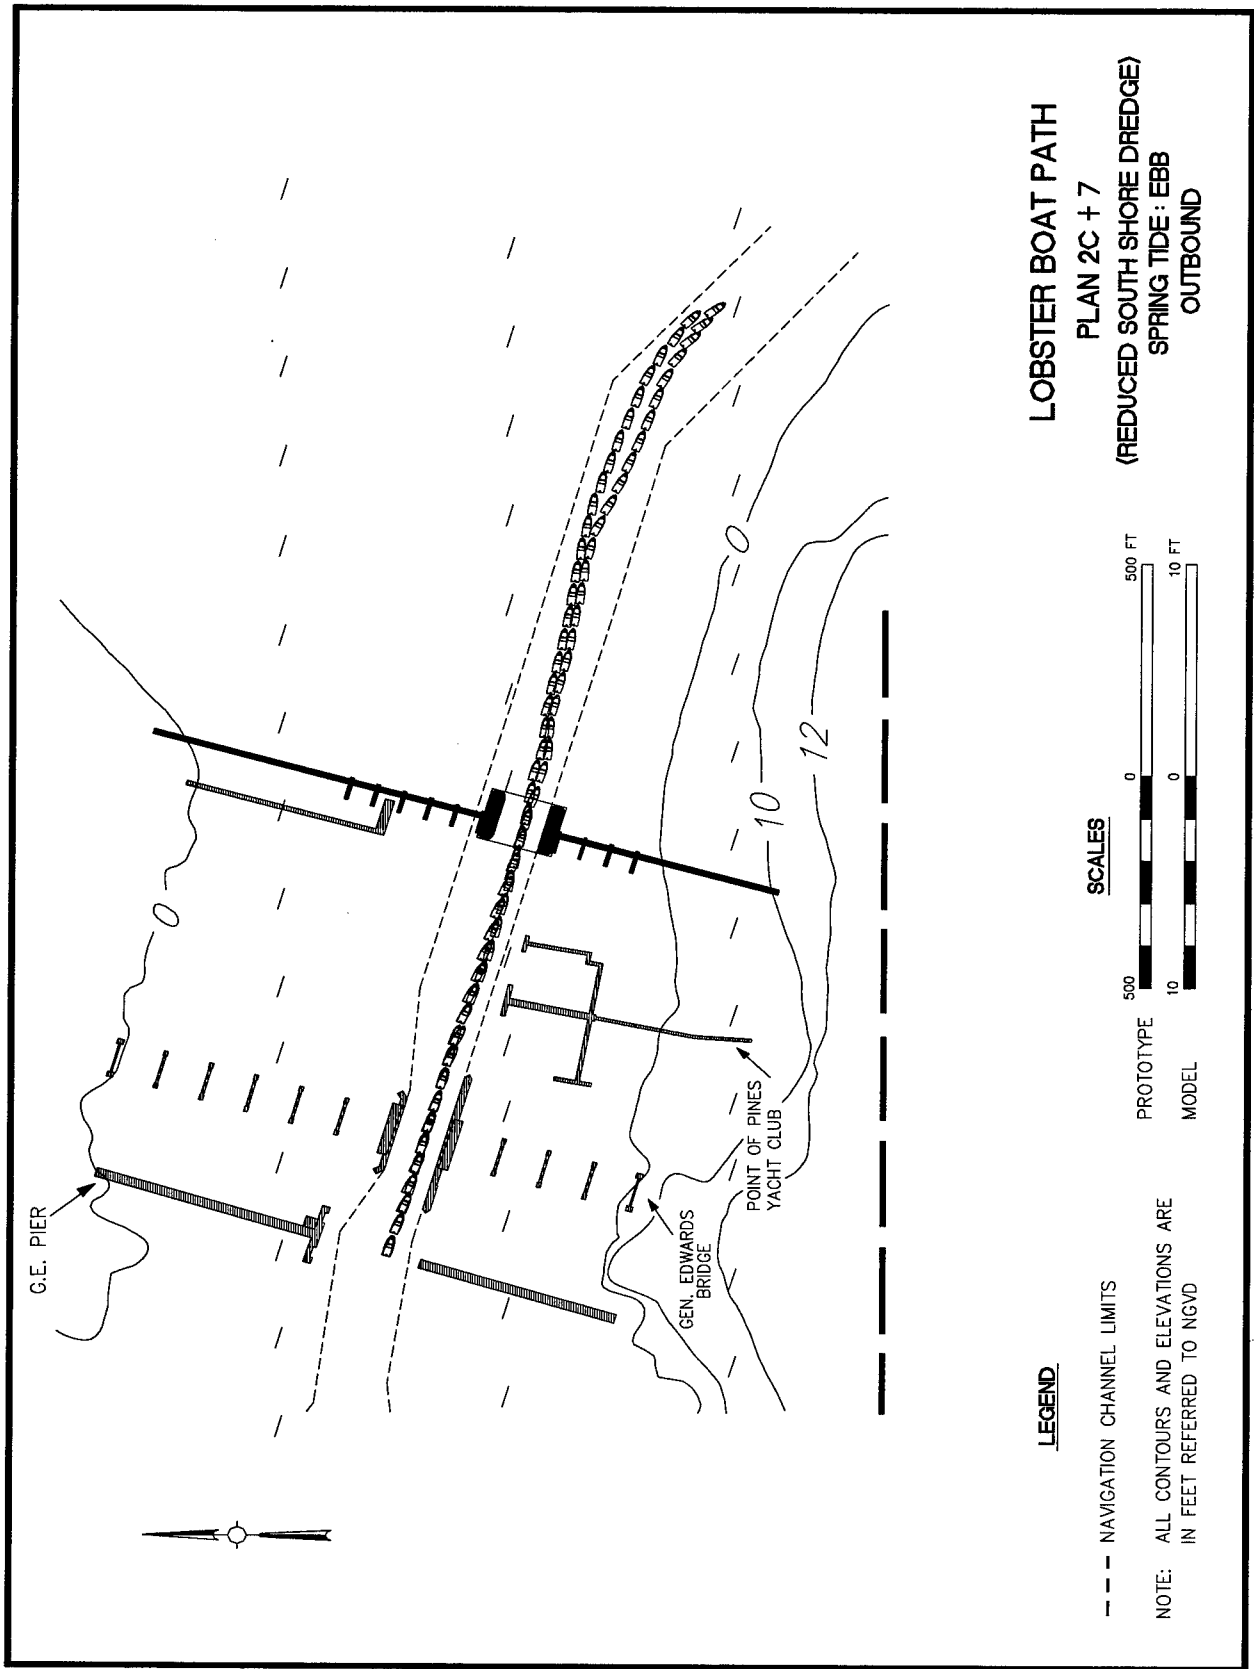 G.E. PIER
0
0
10
12
GEN. EDWARDS
BRIDGE
POINT OF PINES
YACHT CLUB
LEGEND
NAVIGATION CHANNEL LIMITS
NOTE: ALL CONTOURS AND ELEVATIONS ARE
IN FEET REFERRED TO NGVD
SCALES
PROTOTYPE 500 0 500 FT
MODEL 10 0 10 FT
LOBSTER BOAT PATH
PLAN 2C + 7
(REDUCED SOUTH SHORE DREDGE)
SPRING TIDE : EBB
OUTBOUND